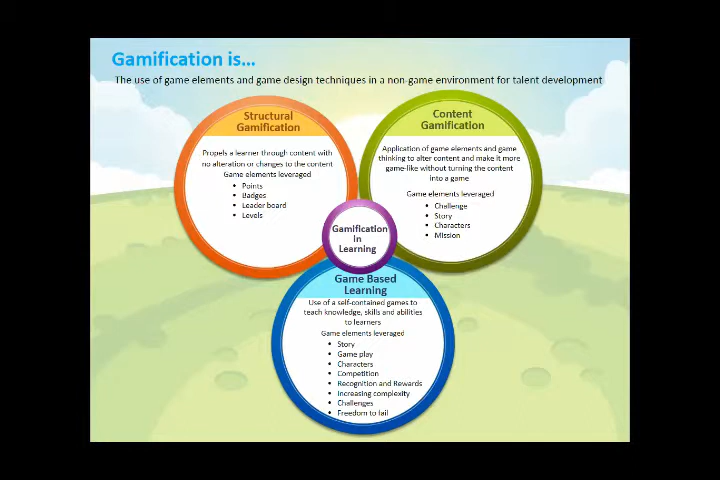 Gamification is...
The use of game elements and game design techniques in a non-game environment for talent development
Structural
Gamification
Propels a learner through content with
no alteration or changes to the content
Game elements leveraged
• Points
• Badges
• Leader board
• Levels
Content
Gamification
Application of game elements and game
thinking to alter content and make it more
game-like without turning the content
into a game
Game elements leveraged
• Challenge
• Story
• Characters
• Mission
Gamification
in
Learning
Game Based
Learning
Use of a self-contained games to
teach knowledge, skills and abilities
to learners
Game elements leveraged
• Story
• Game play
• Characters
• Competition
• Recognition and Rewards
• Increasing complexity
• Challenges
• Freedom to fail